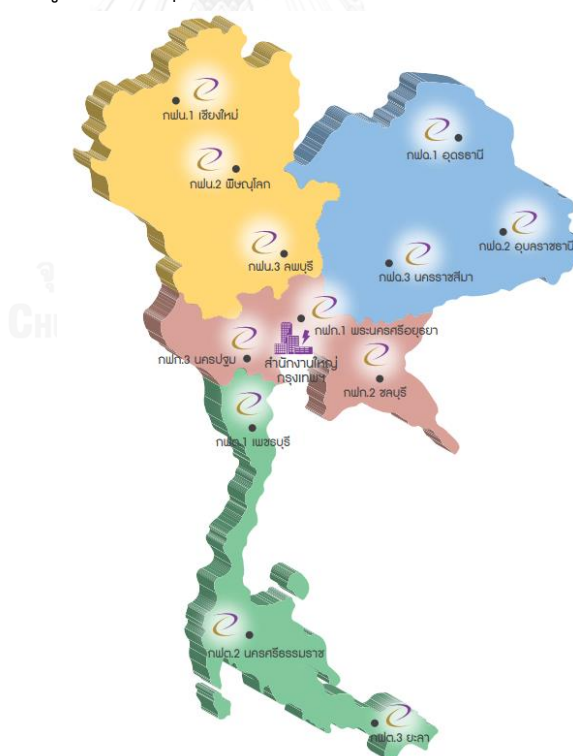 กฟน.1 เชียงใหม่
กฟฉ.1 อุดรธานี
กฟน.2 พิษณุโลก
กฟฉ.2 อุบลราชธานี
กฟน.3 ลพบุรี
กฟฉ.3 นครราชสีมา
กฟก.1 พระนครศรีอยุธยา
กฟก.3 นครปฐม
สำนักงานใหญ่
กรุงเทพฯ
กฟก.2 ชลบุรี
กฟต.1 เพชรบุรี
กฟต.2 นครศรีธรรมราช
กฟต.3 ยะลา